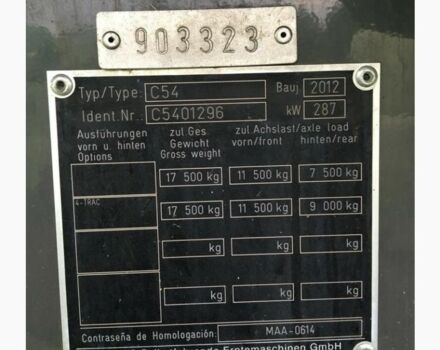 903323
Typ/Type: C54 Bauj 2012
Ident.Nr.: C5401296 kW 287
Ausführungen zul.Ges. zul.Achslast/axle load
vorn u. hinten Gewicht vorn/front hinten/rear
Options Gross weight
17 500 kg 11 500 kg 7 500 kg
4-TRAC 17 500 kg 11 500 kg 9 000 kg
kg kg kg
kg kg kg
Contraseña de Homologación: MAA-0614
Erntemaschinen GmbH